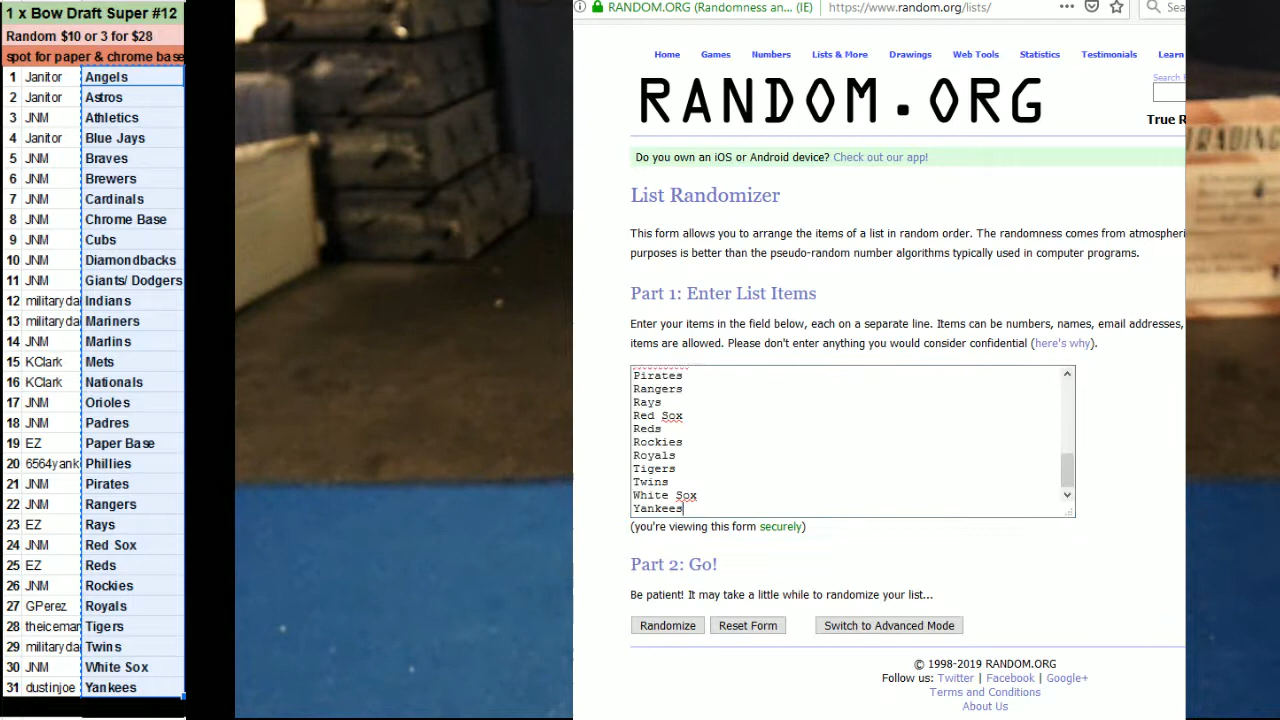 1 x Bow Draft Super #12
Random $10 or 3 for $28
spot for paper & chrome base
1 Janitor Angels
2 Janitor Astros
3 JNM Athletics
4 Janitor Blue Jays
5 JNM Braves
6 JNM Brewers
7 JNM Cardinals
8 JNM Chrome Base
9 JNM Cubs
10 JNM Diamondbacks
11 JNM Giants/ Dodgers
12 militaryda Indians
13 militaryda Mariners
14 JNM Marlins
15 KClark Mets
16 KClark Nationals
17 JNM Orioles
18 JNM Padres
19 EZ Paper Base
20 6564yank Phillies
21 JNM Pirates
22 JNM Rangers
23 EZ Rays
24 JNM Red Sox
25 EZ Reds
26 JNM Rockies
27 GPerez Royals
28 theiceman Tigers
29 militaryda Twins
30 JNM White Sox
31 dustinjoe Yankees
RANDOM.ORG (Randomness an... (IE) https://www.random.org/lists/ ••• Sea
Home Games Numbers Lists & More Drawings Web Tools Statistics Testimonials Learn
Search
RANDOM.ORG
True R
Do you own an iOS or Android device? Check out our app!
List Randomizer
This form allows you to arrange the items of a list in random order. The randomness comes from atmospheri
purposes is better than the pseudo-random number algorithms typically used in computer programs.
Part 1: Enter List Items
Enter your items in the field below, each on a separate line. Items can be numbers, names, email addresses,
items are allowed. Please don't enter anything you would consider confidential (here's why).
Pirates
Rangers
Rays
Red Sox
Reds
Rockies
Royals
Tigers
Twins
White Sox
Yankees
(you're viewing this form securely)
Part 2: Go!
Be patient! It may take a little while to randomize your list...
Randomize Reset Form Switch to Advanced Mode
© 1998-2019 RANDOM.ORG
Follow us: Twitter | Facebook | Google+
Terms and Conditions
About Us
TRADING